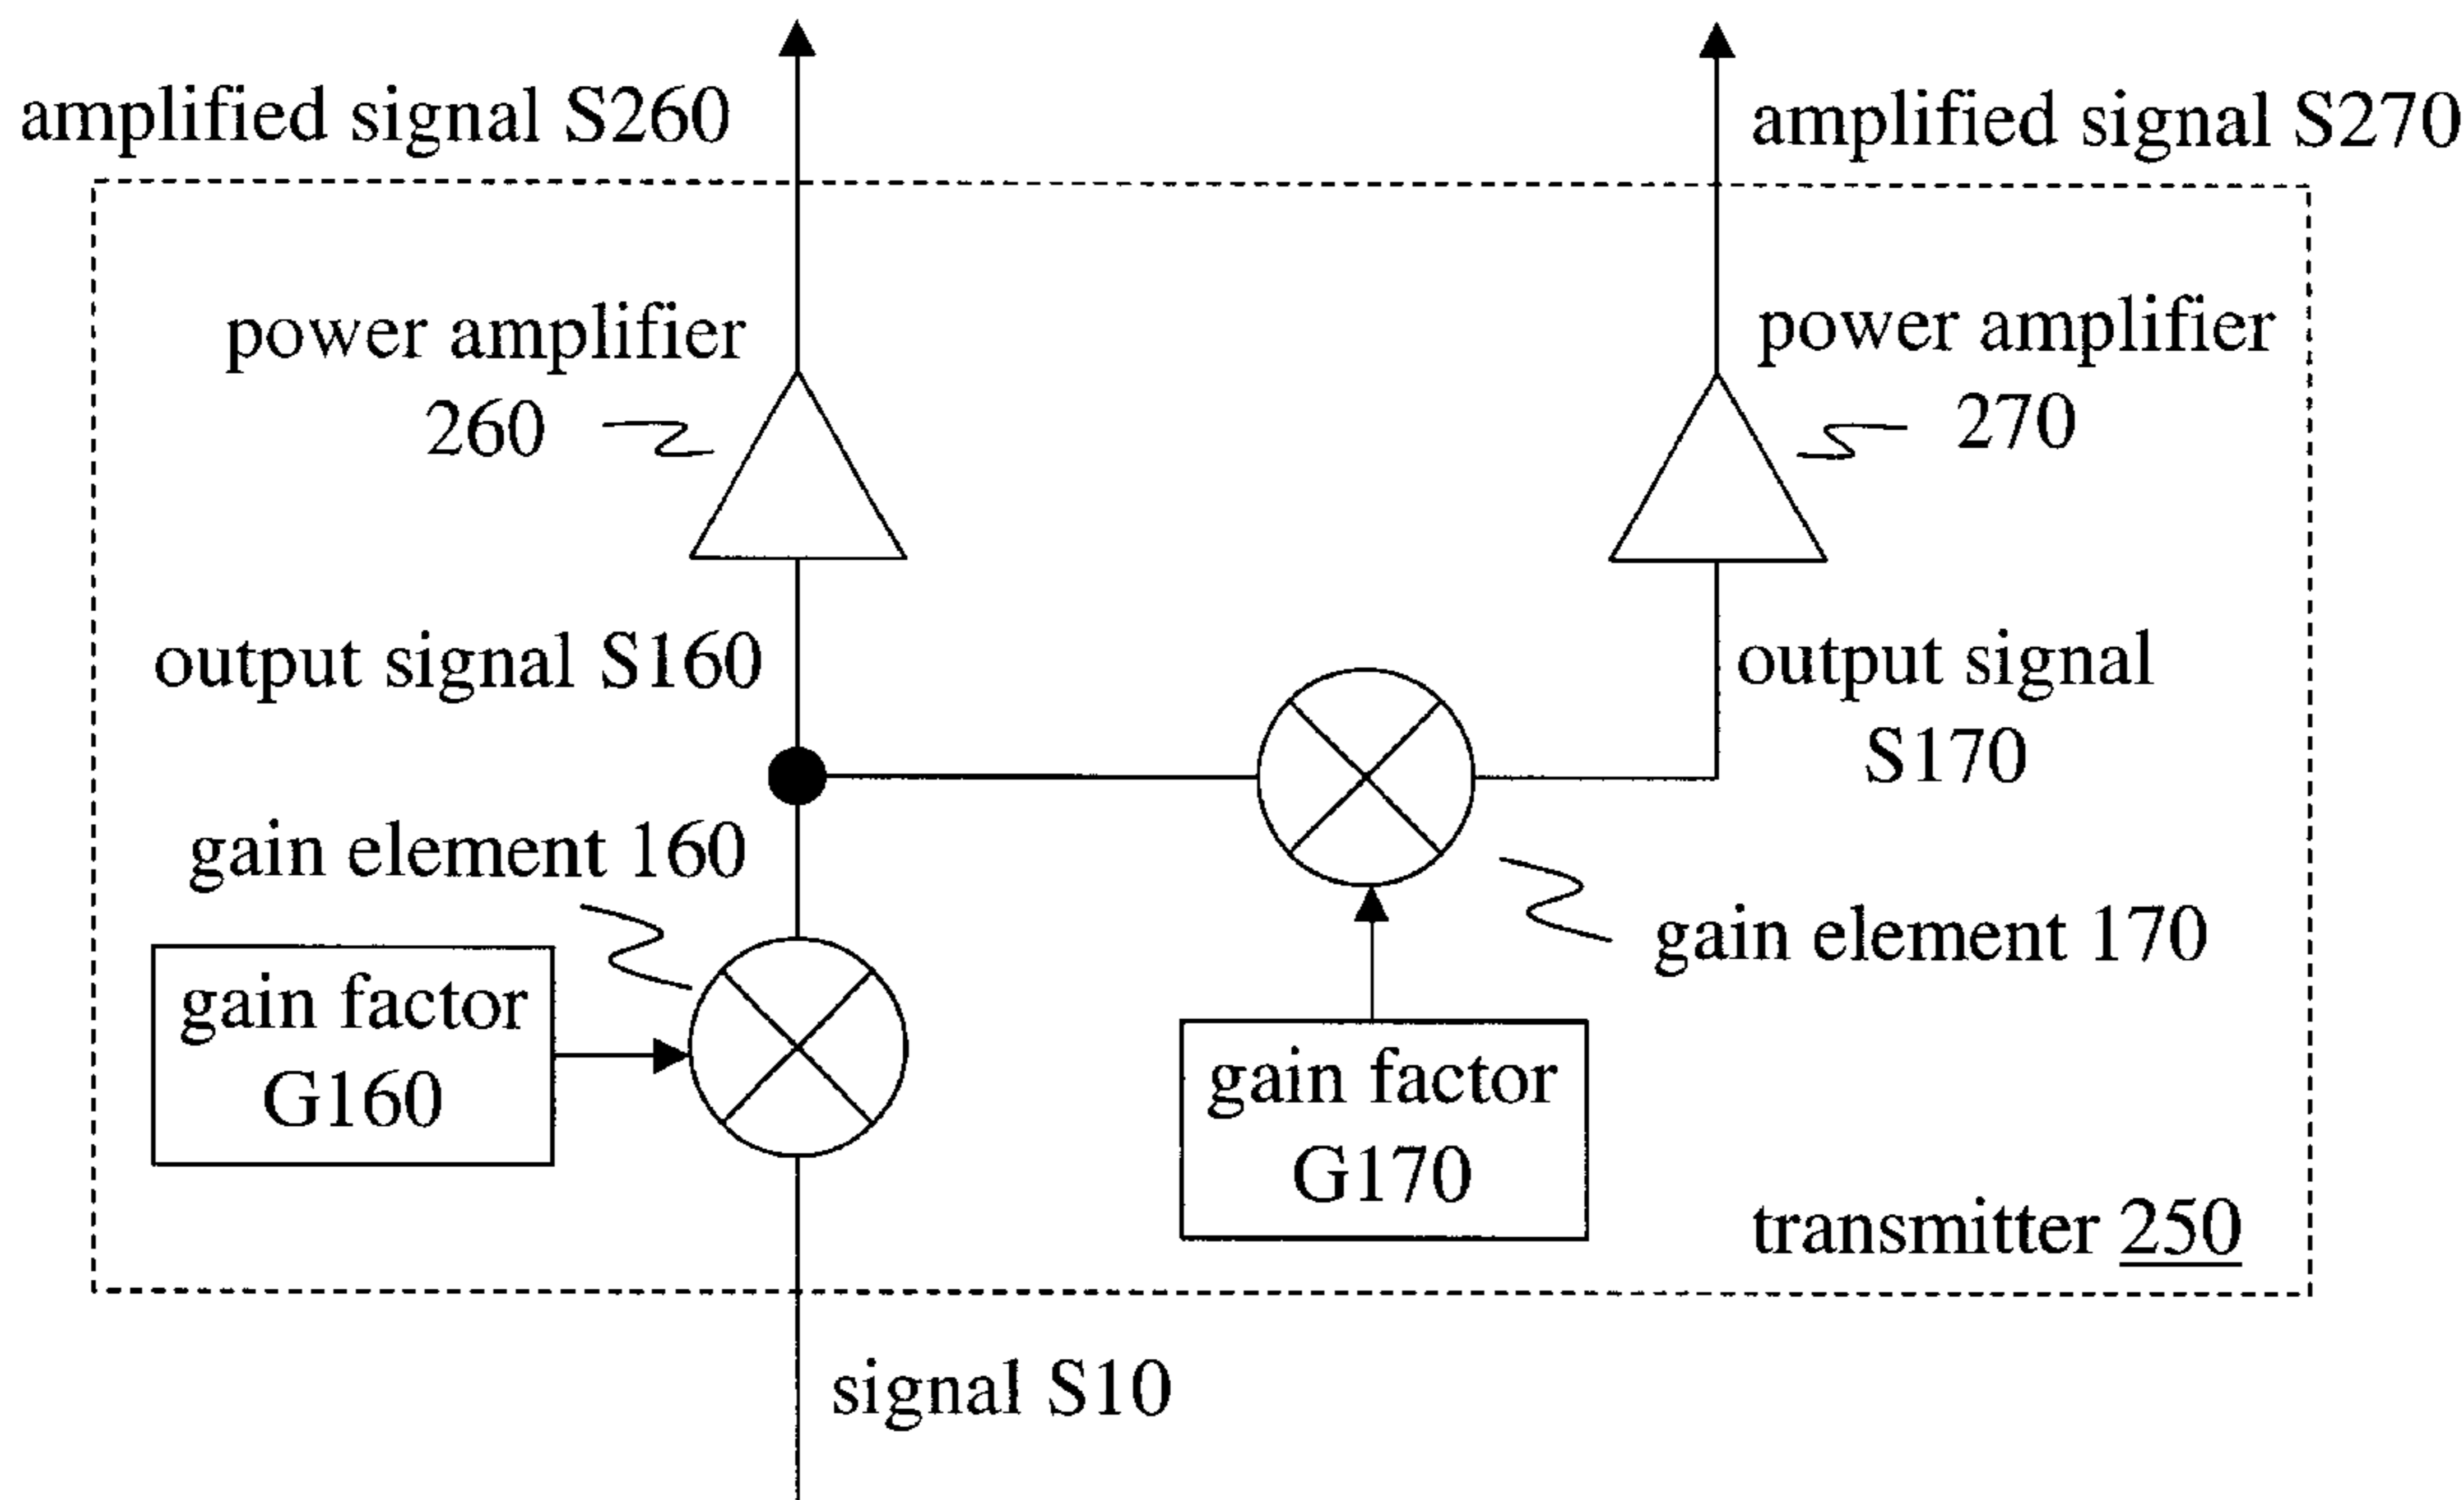 amplified signal S260
amplified signal S270
power amplifier
260
power amplifier
270
output signal S160
output signal
S170
gain element 160
gain element 170
gain factor
G160
gain factor
G170
transmitter 250
signal S10